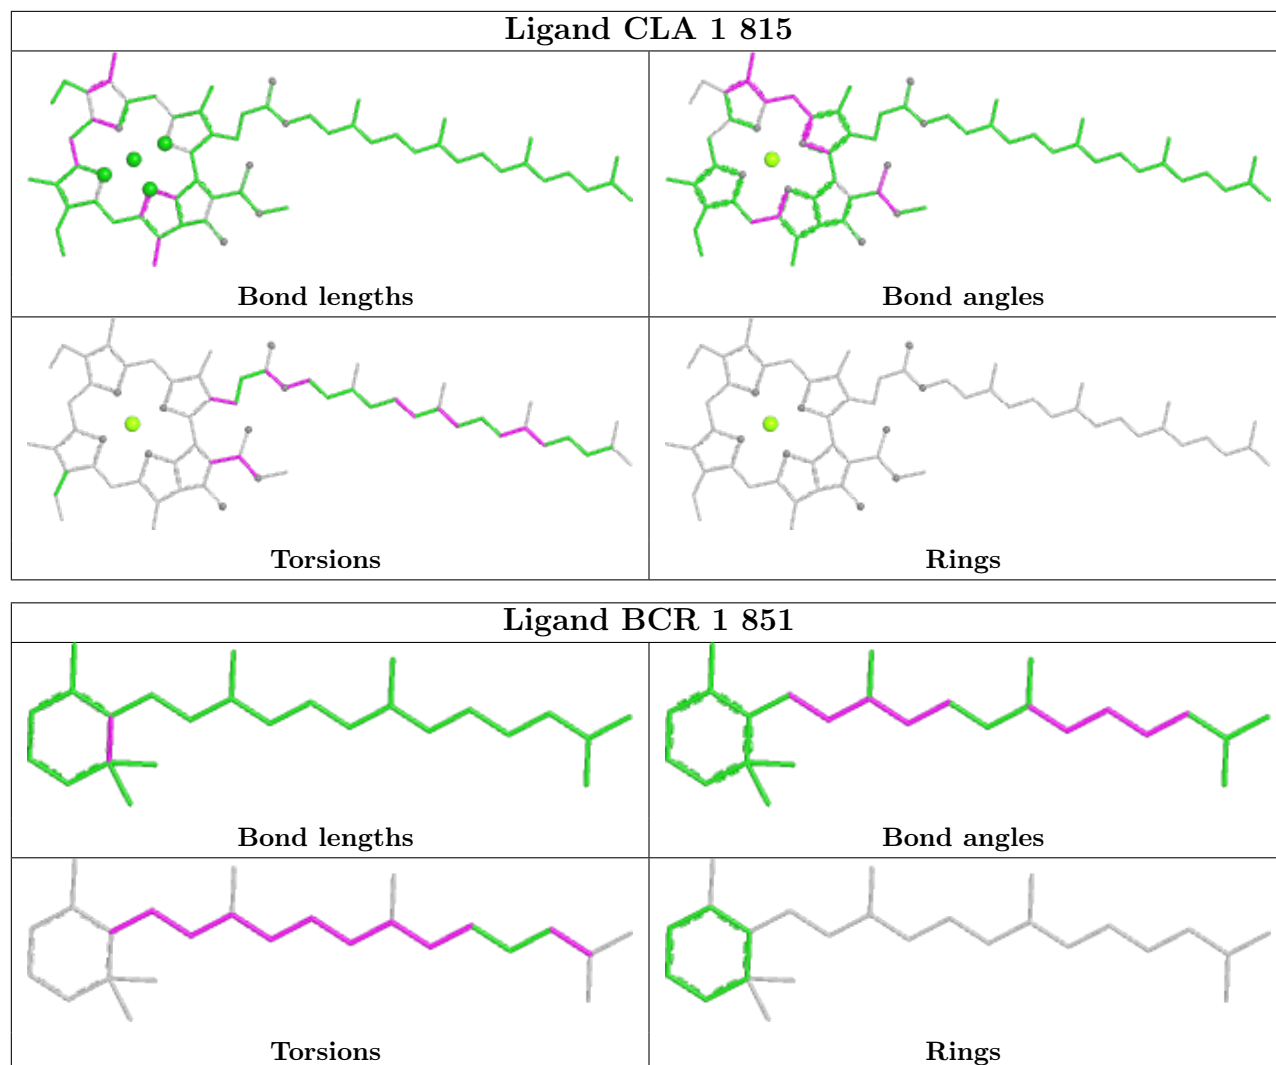 Ligand CLA 1 815
Bond lengths
Bond angles
Torsions
Rings
Ligand BCR 1 851
Bond lengths
Bond angles
Torsions
Rings